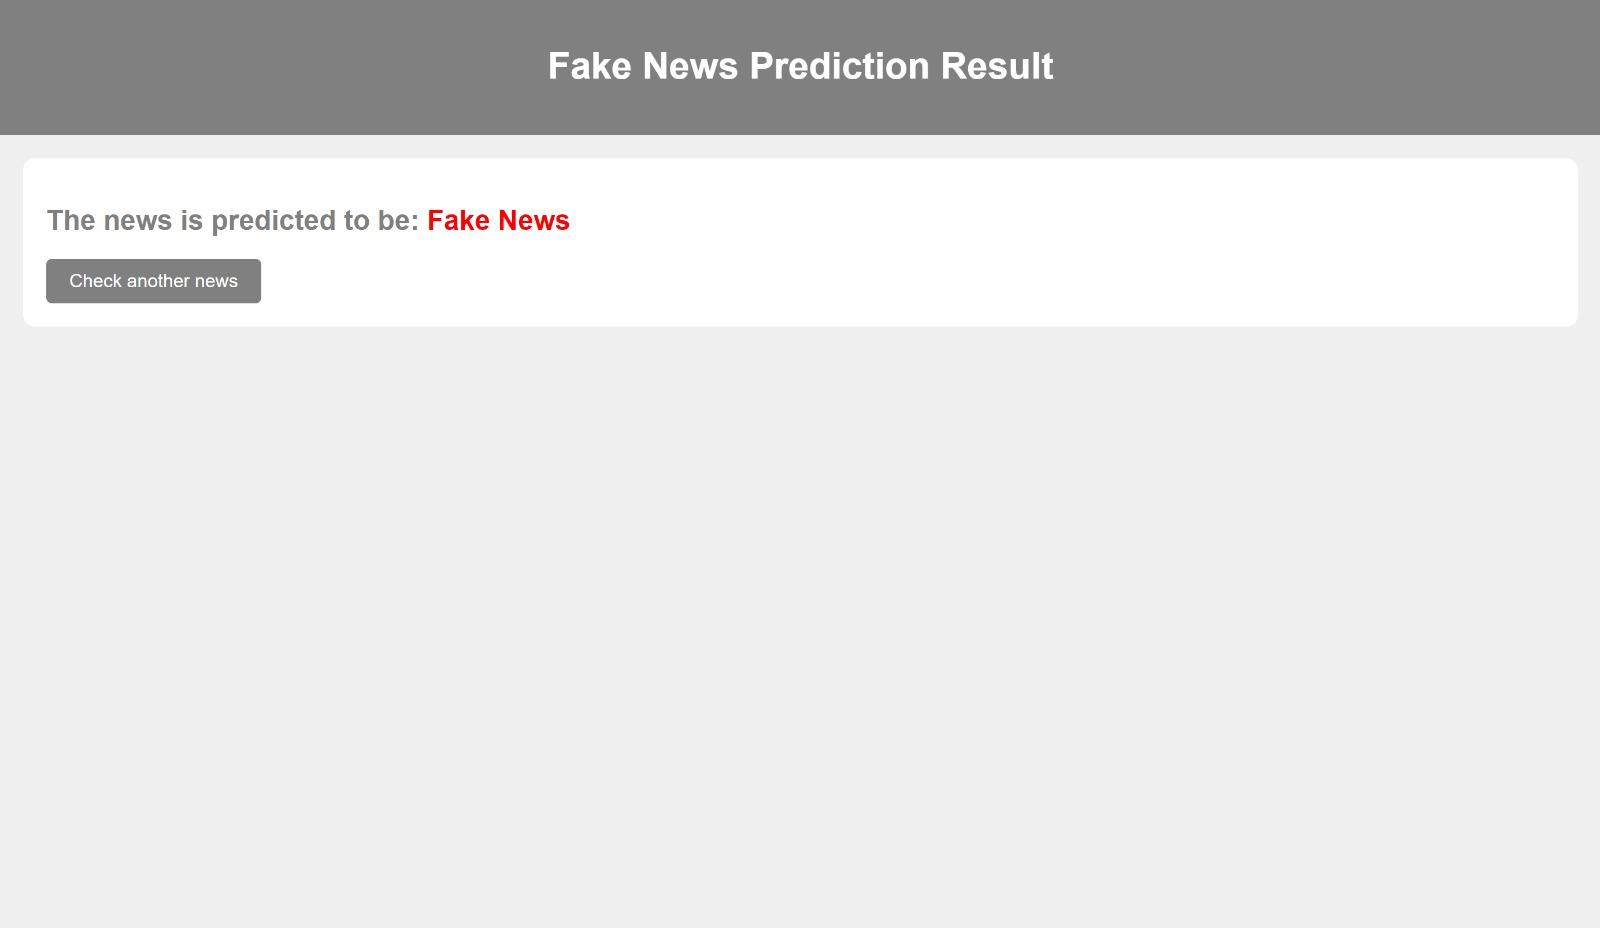 Fake News Prediction Result
The news is predicted to be: Fake News
Check another news